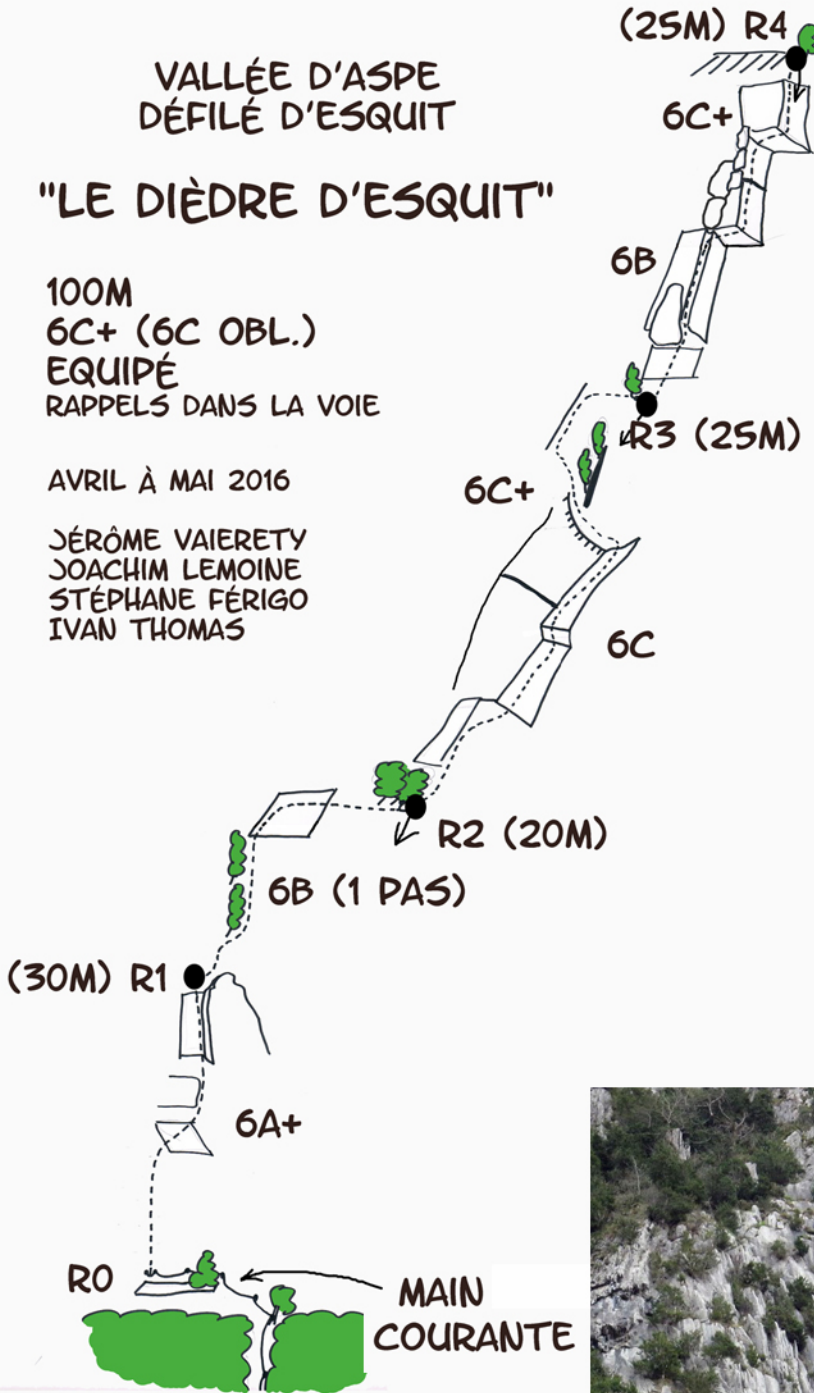 VALLÉE D'ASPE
DÉFILÉ D'ESQUIT
"LE DIÈDRE D'ESQUIT"
100M
6C+ (6C OBL.)
EQUIPÉ
RAPPELS DANS LA VOIE
AVRIL À MAI 2016
JÉRÔME VAIERETY
JOACHIM LEMOINE
STÉPHANE FÉRIGO
IVAN THOMAS
(25M) R4
6C+
6B
R3 (25M)
6C+
6C
R2 (20M)
6B (1 PAS)
(30M) R1
6A+
R0
MAIN
COURANTE